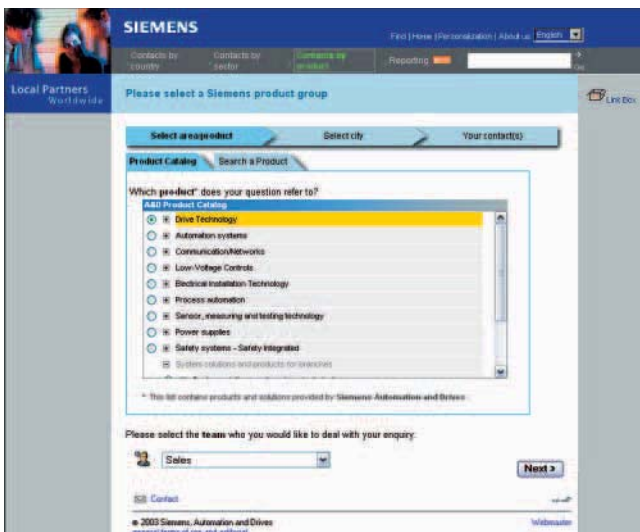 SIEMENS
Find | Home | Personalization | About us English
Contacts by country
Contacts by sector
Contacts by product
Reporting
Go
Local Partners
Worldwide
Please select a Siemens product group
Link Box
Select area/product
Select city
Your contact(s)
Product Catalog
Search a Product
Which product* does your question refer to?
A&D Product Catalog
Drive Technology
Automation systems
Communication/Networks
Low-Voltage Controls
Electrical Installation Technology
Process automation
Sensor, measuring and testing technology
Power supplies
Safety systems - Safety Integrated
System solutions and products for branches
* This list contains products and solutions provided by Siemens Automation and Drives
Please select the team who you would like to deal with your enquiry:
Sales
Next >
Contact
© 2003 Siemens, Automation and Drives
Webmaster